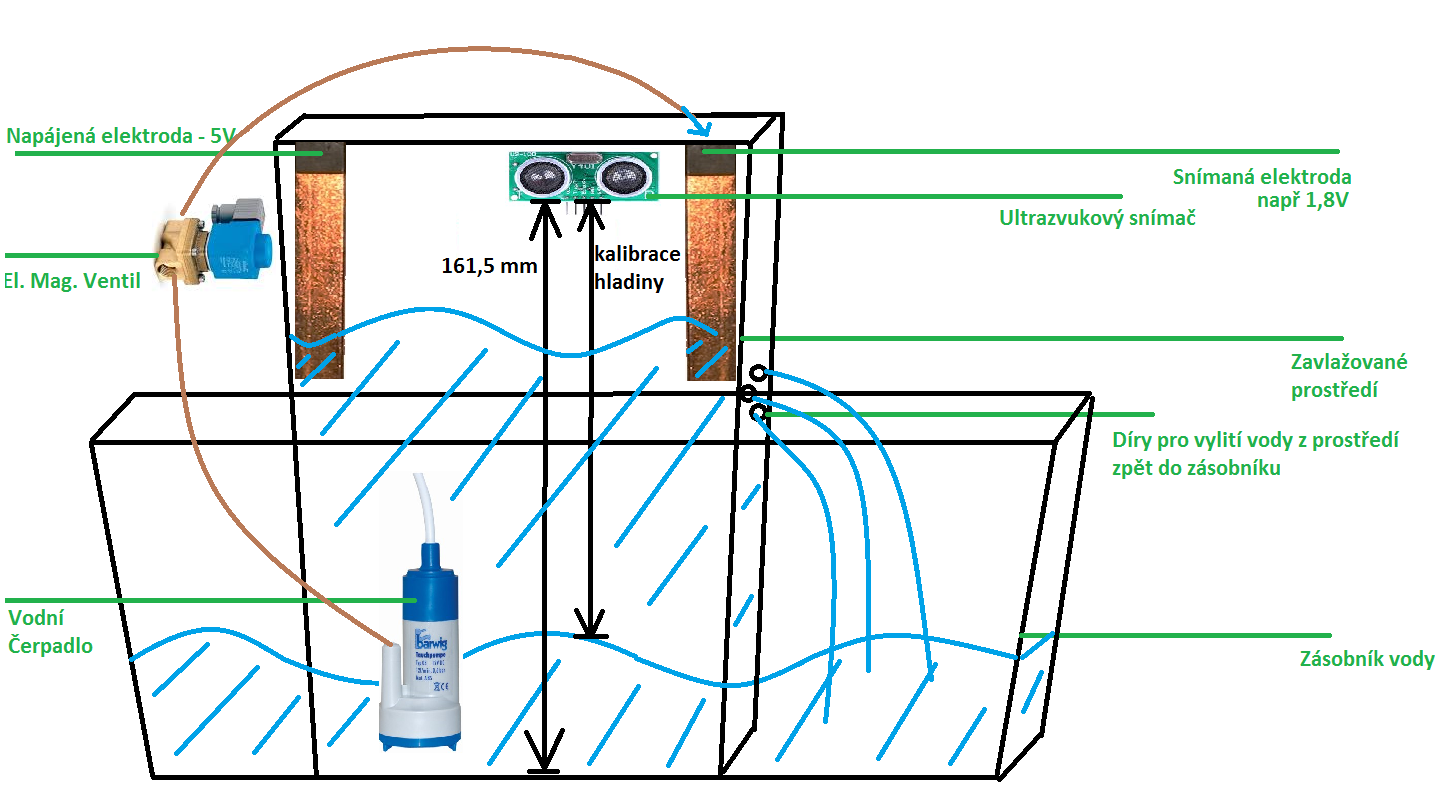 Napájená elektroda - 5V
Snímaná elektroda
např 1,8V
Ultrazvukový snímač
161,5 mm
kalibrace
hladiny
El. Mag. Ventil
Zavlažované
prostředí
Díry pro vylití vody z prostředí
zpět do zásobníku
Vodní
Čerpadlo
barwig
Tauchpumpe
Zásobník vody